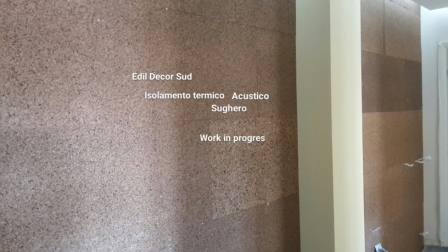 Edil Decor Sud
Isolamento termico Acustico
Sughero
Work in progres